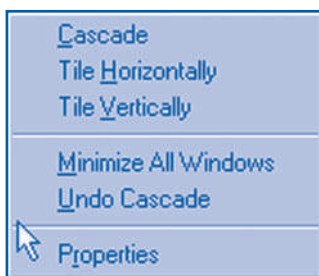 Cascade
Tile Horizontally
Tile Vertically
Minimize All Windows
Undo Cascade
Properties